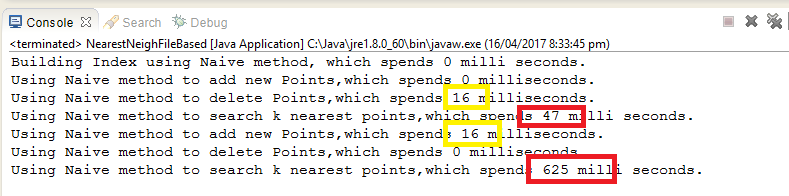 Console Search Debug
<terminated> NearestNeighFileBased [Java Application] C:\Java\jre1.8.0_60\bin\javaw.exe (16/04/2017 8:33:45 pm)
Building Index using Naive method, which spends 0 milli seconds.
Using Naive method to add new Points,which spends 0 milliseconds.
Using Naive method to delete Points,which spends 16 milliseconds.
Using Naive method to search k nearest points,which spends 47 milli seconds.
Using Naive method to add new Points,which spends 16 milliseconds.
Using Naive method to delete Points,which spends 0 milliseconds.
Using Naive method to search k nearest points,which spends 625 milli seconds.